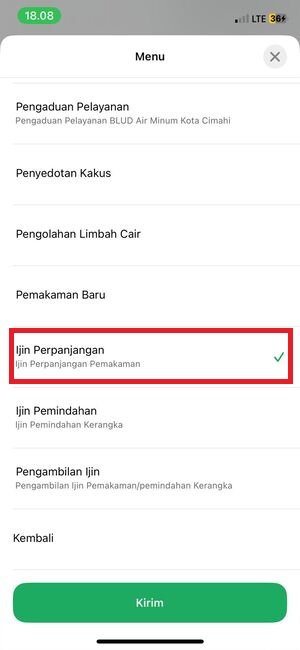 18.08
LTE 36
Menu
Pengaduan Pelayanan
Pengaduan Pelayanan BLUD Air Minum Kota Cimahi
Penyedotan Kakus
Pengolahan Limbah Cair
Pemakaman Baru
Ijin Perpanjangan
Ijin Perpanjangan Pemakaman
Ijin Pemindahan
Ijin Pemindahan Kerangka
Pengambilan Ijin
Pengambilan Ijin Pemakaman/pemindahan Kerangka
Kembali
Kirim